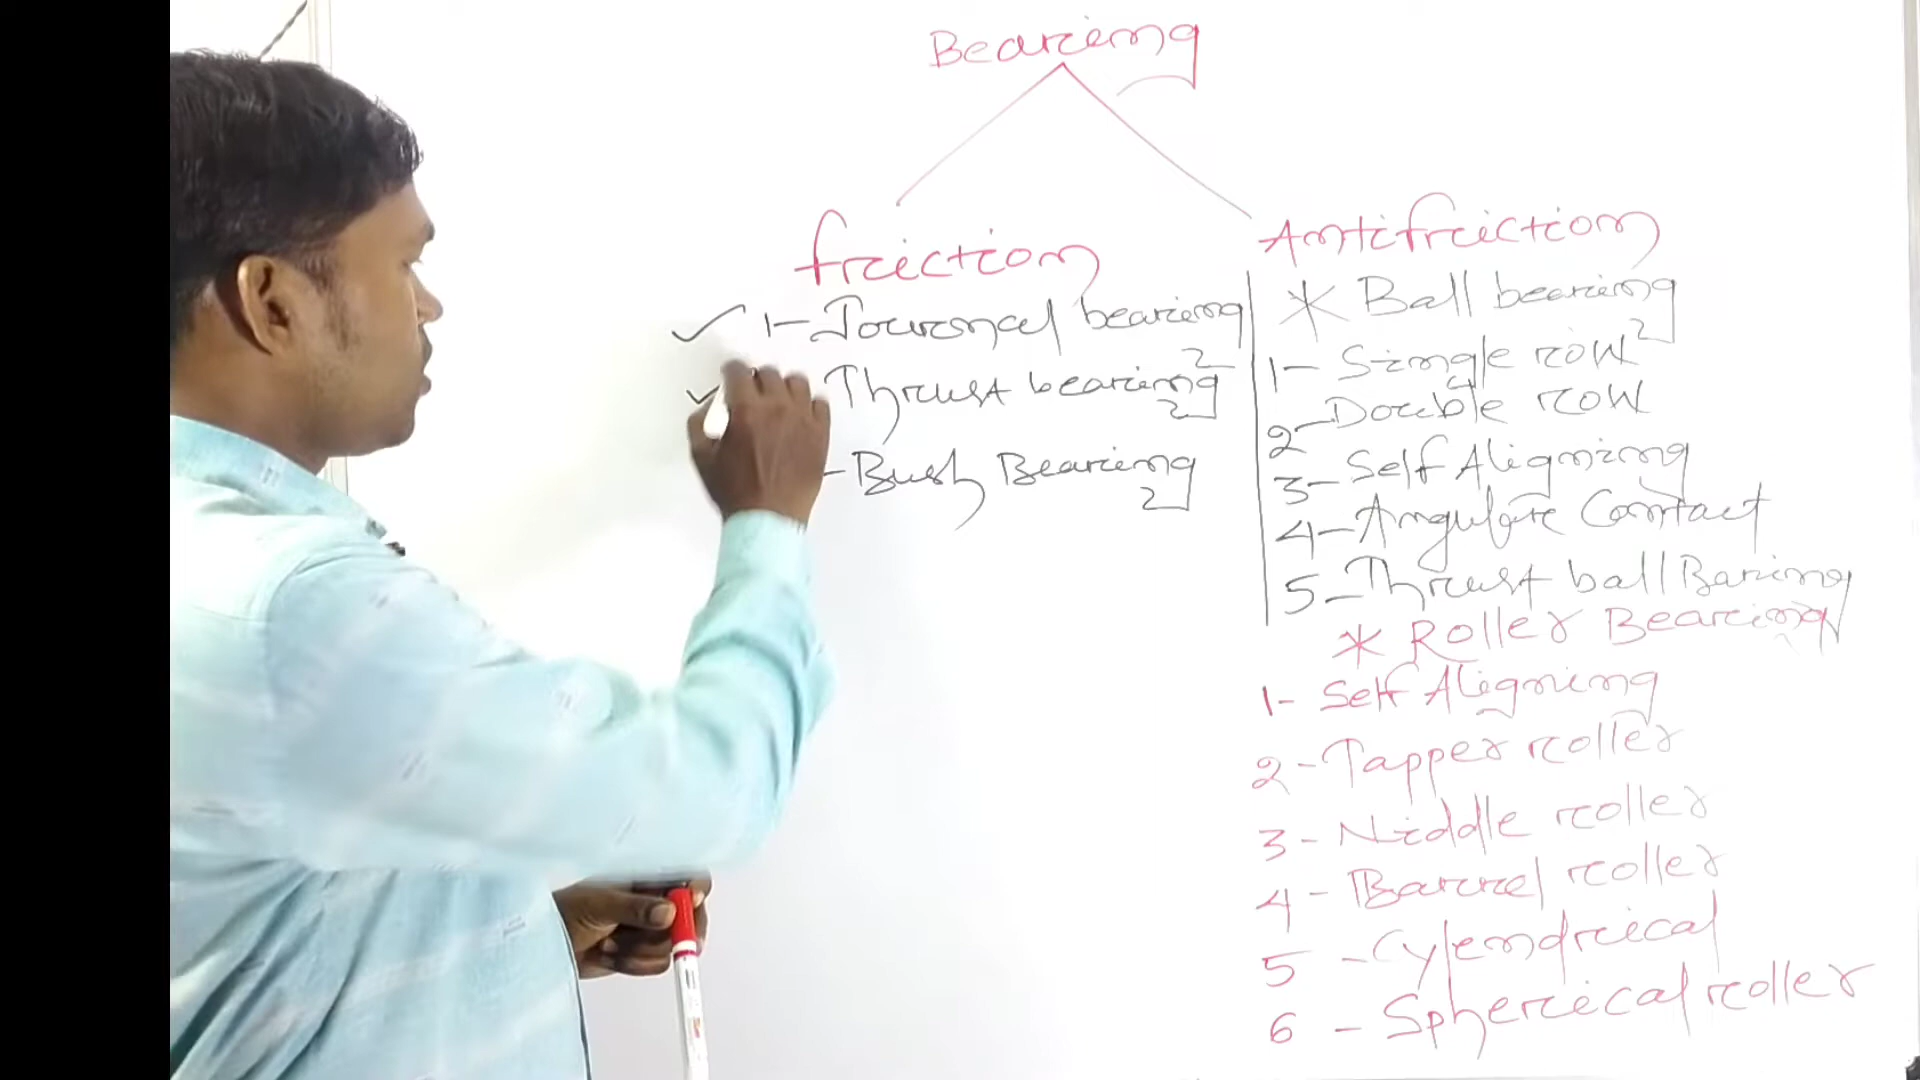 Bearing
friction
1- Journal bearing
Thrust bearing
- Bush Bearing
Antifriction
* Ball bearing
1- Single row
2- Double row
3- Self Aligning
4- Angular Contact
5- Thrust ball Baring
* Roller Bearing
1- Self Aligning
2- Tapper roller
3- Niddle roller
4- Barrel roller
5 - Cylendrical
6 - Spherical roller